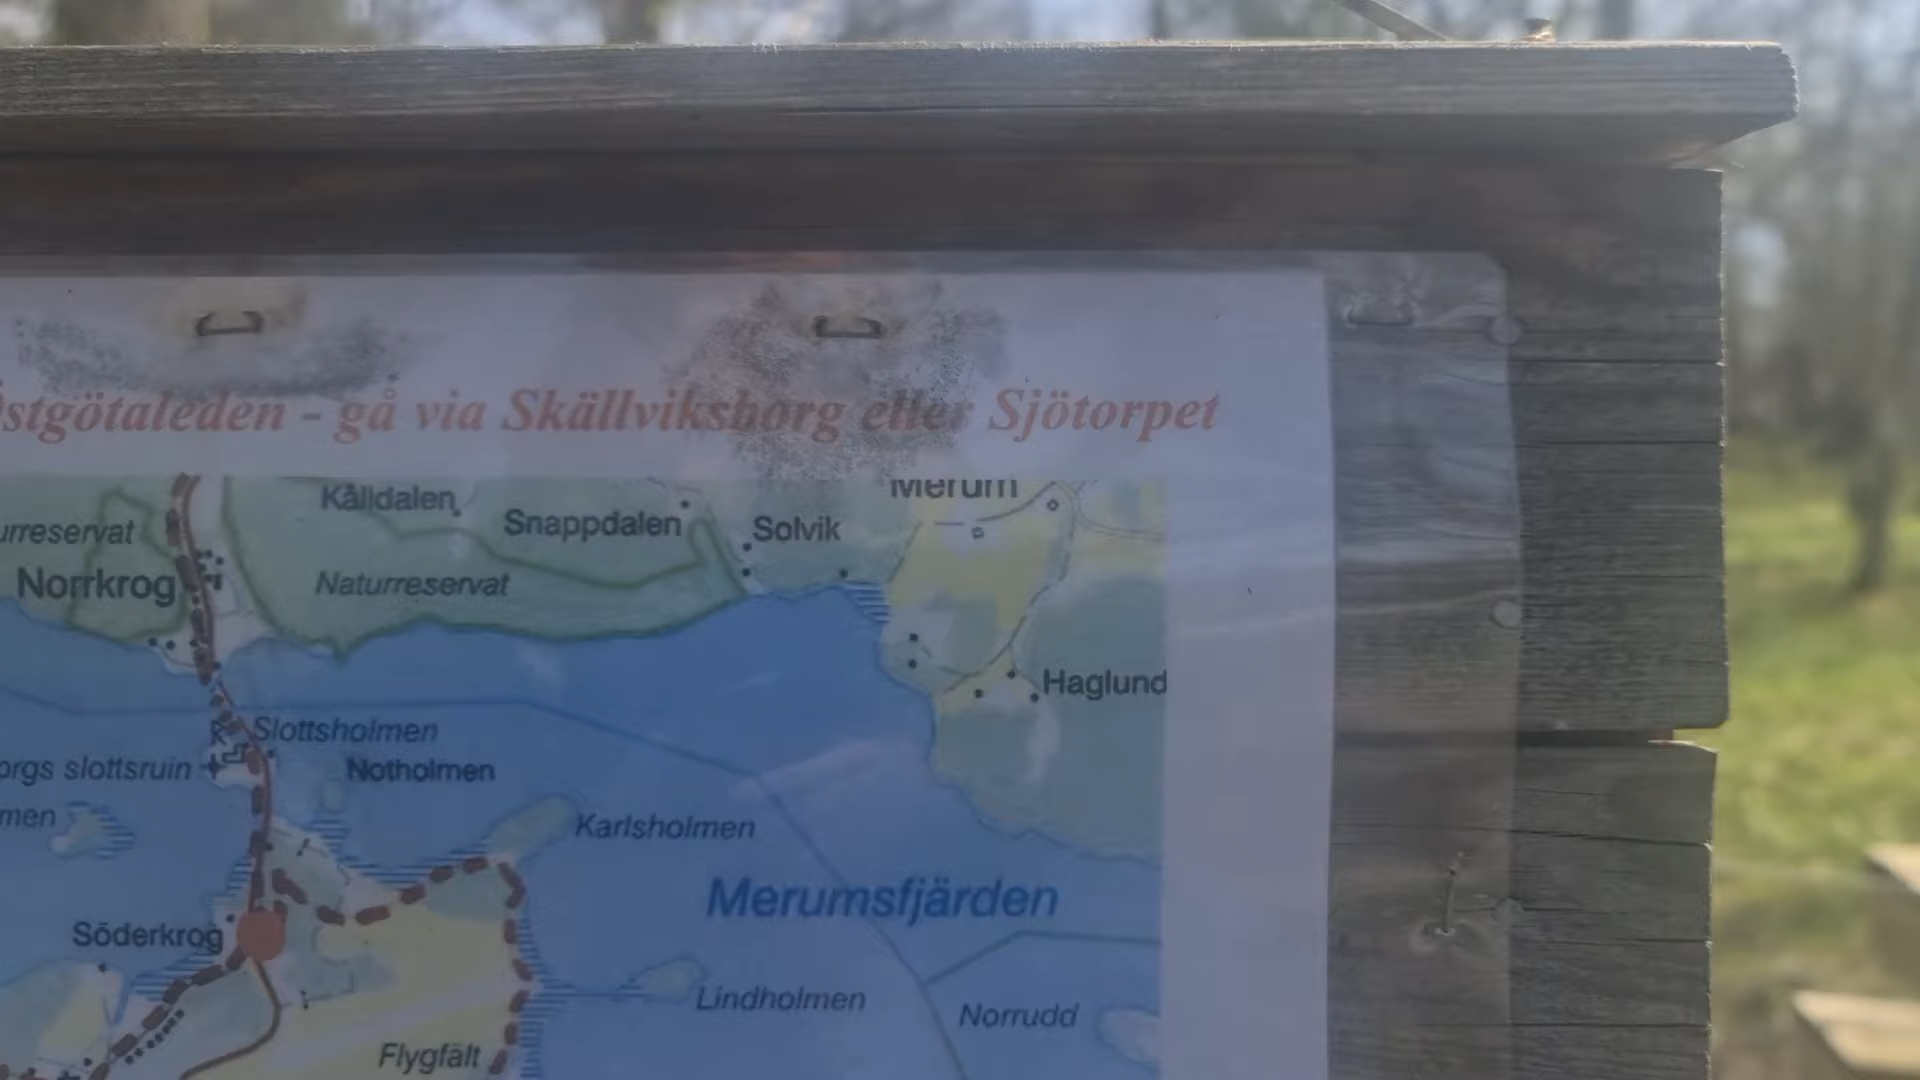 Östgötaleden - gå via Skällviksborg eller Sjötorpet
Merum
Källdalen
Snappdalen
Solvik
urreservat
Norrkrog
Naturreservat
Haglund
Slottsholmen
orgs slottsruin
Notholmen
men
Karlsholmen
Merumsfjärden
Söderkrog
Lindholmen
Norrudd
Flygfält